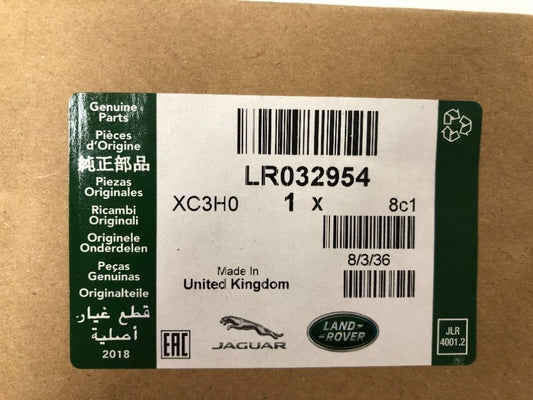 Genuine
Parts
Pièces
d'Origine
純正部品
Piezas
Originales
Ricambi
Originali
Originele
Onderdelen
Peças
Genuinas
Originalteile
قطع غيار
أصلية
2018
LR032954
XC3H0 1 x 8c1
8/3/36
Made In
United Kingdom
EAC
JAGUAR
LAND-
-ROVER
JLR
4001.2